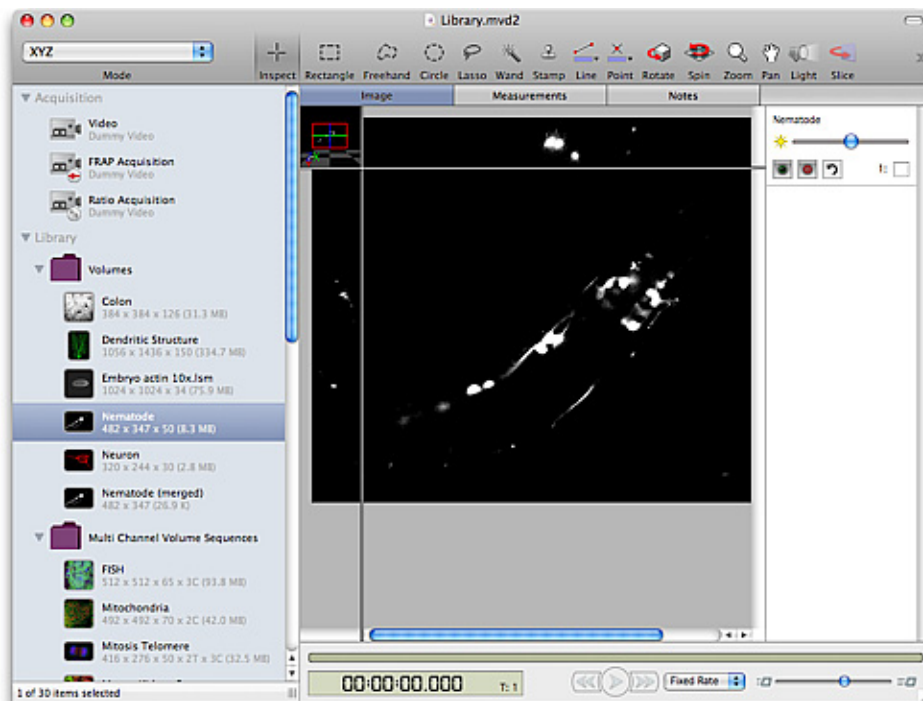 Library.mvd2
XYZ
Mode
Inspect Rectangle Freehand Circle Lasso Wand Stamp Line Point Rotate Spin Zoom Pan Light Slice
Image Measurements Notes
Acquisition
Video
Dummy Video
FRAP Acquisition
Dummy Video
Ratio Acquisition
Dummy Video
Library
Volumes
Colon
384 x 384 x 126 (31.3 MB)
Dendritic Structure
1056 x 1436 x 150 (334.7 MB)
Embryo actin 10x.lsm
1024 x 1024 x 34 (75.9 MB)
Nematode
482 x 347 x 50 (8.3 MB)
Neuron
320 x 244 x 30 (2.8 MB)
Nematode (merged)
482 x 347 (26.9 K)
Multi Channel Volume Sequences
FISH
512 x 512 x 65 x 3C (93.8 MB)
Mitochondria
492 x 492 x 70 x 2C (42.0 MB)
Mitosis Telomere
416 x 276 x 50 x 2T x 3C (32.5 MB)
1 of 30 items selected
Nematode
00:00:00.000 T: 1
Fixed Rate